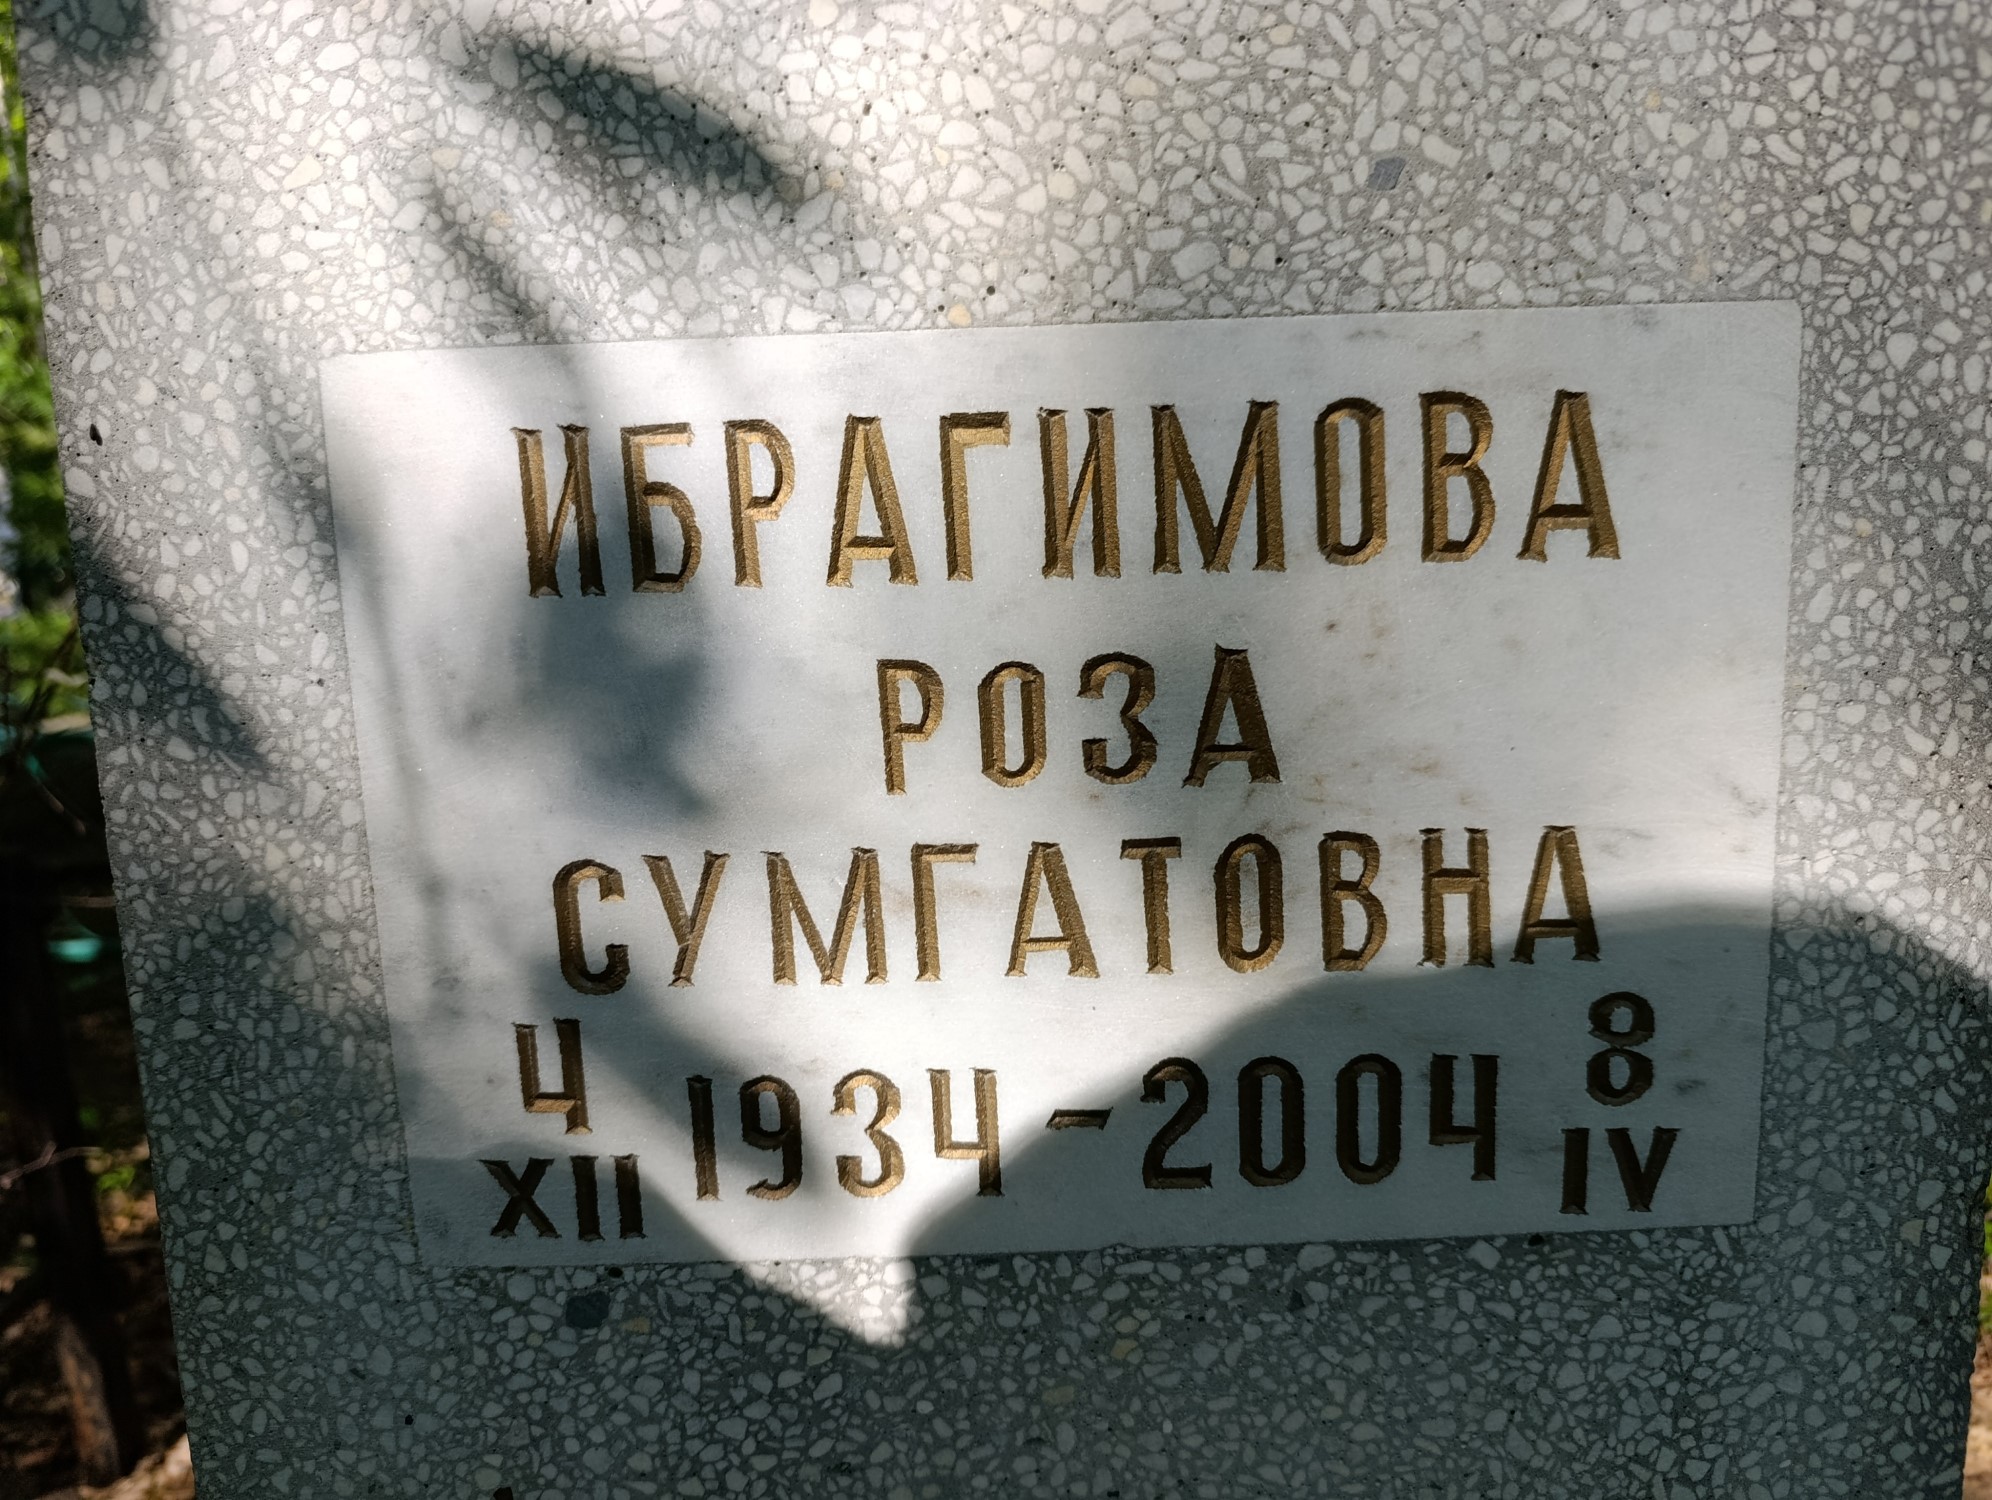 ИБРАГИМОВА
РОЗА
СУМГАТОВНА
4 XII 1934-2004 8 IV